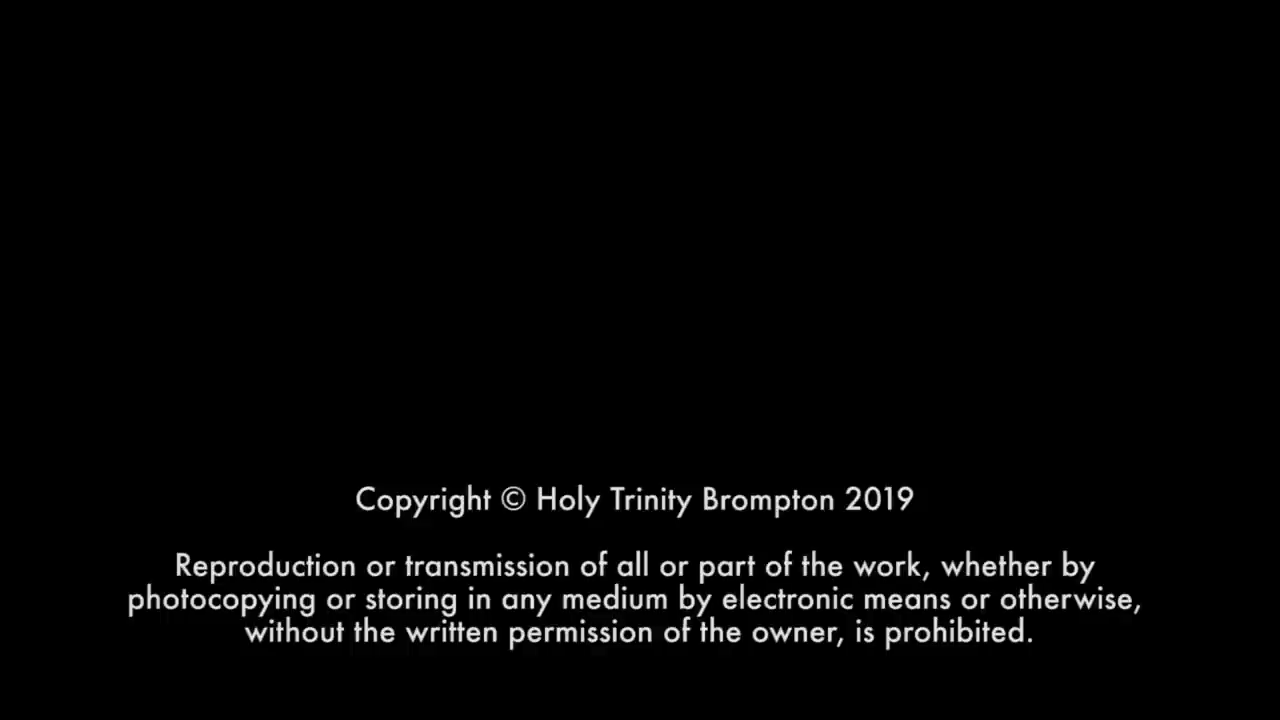 Copyright © Holy Trinity Brompton 2019
Reproduction or transmission of all or part of the work, whether by
photocopying or storing in any medium by electronic means or otherwise,
without the written permission of the owner, is prohibited.